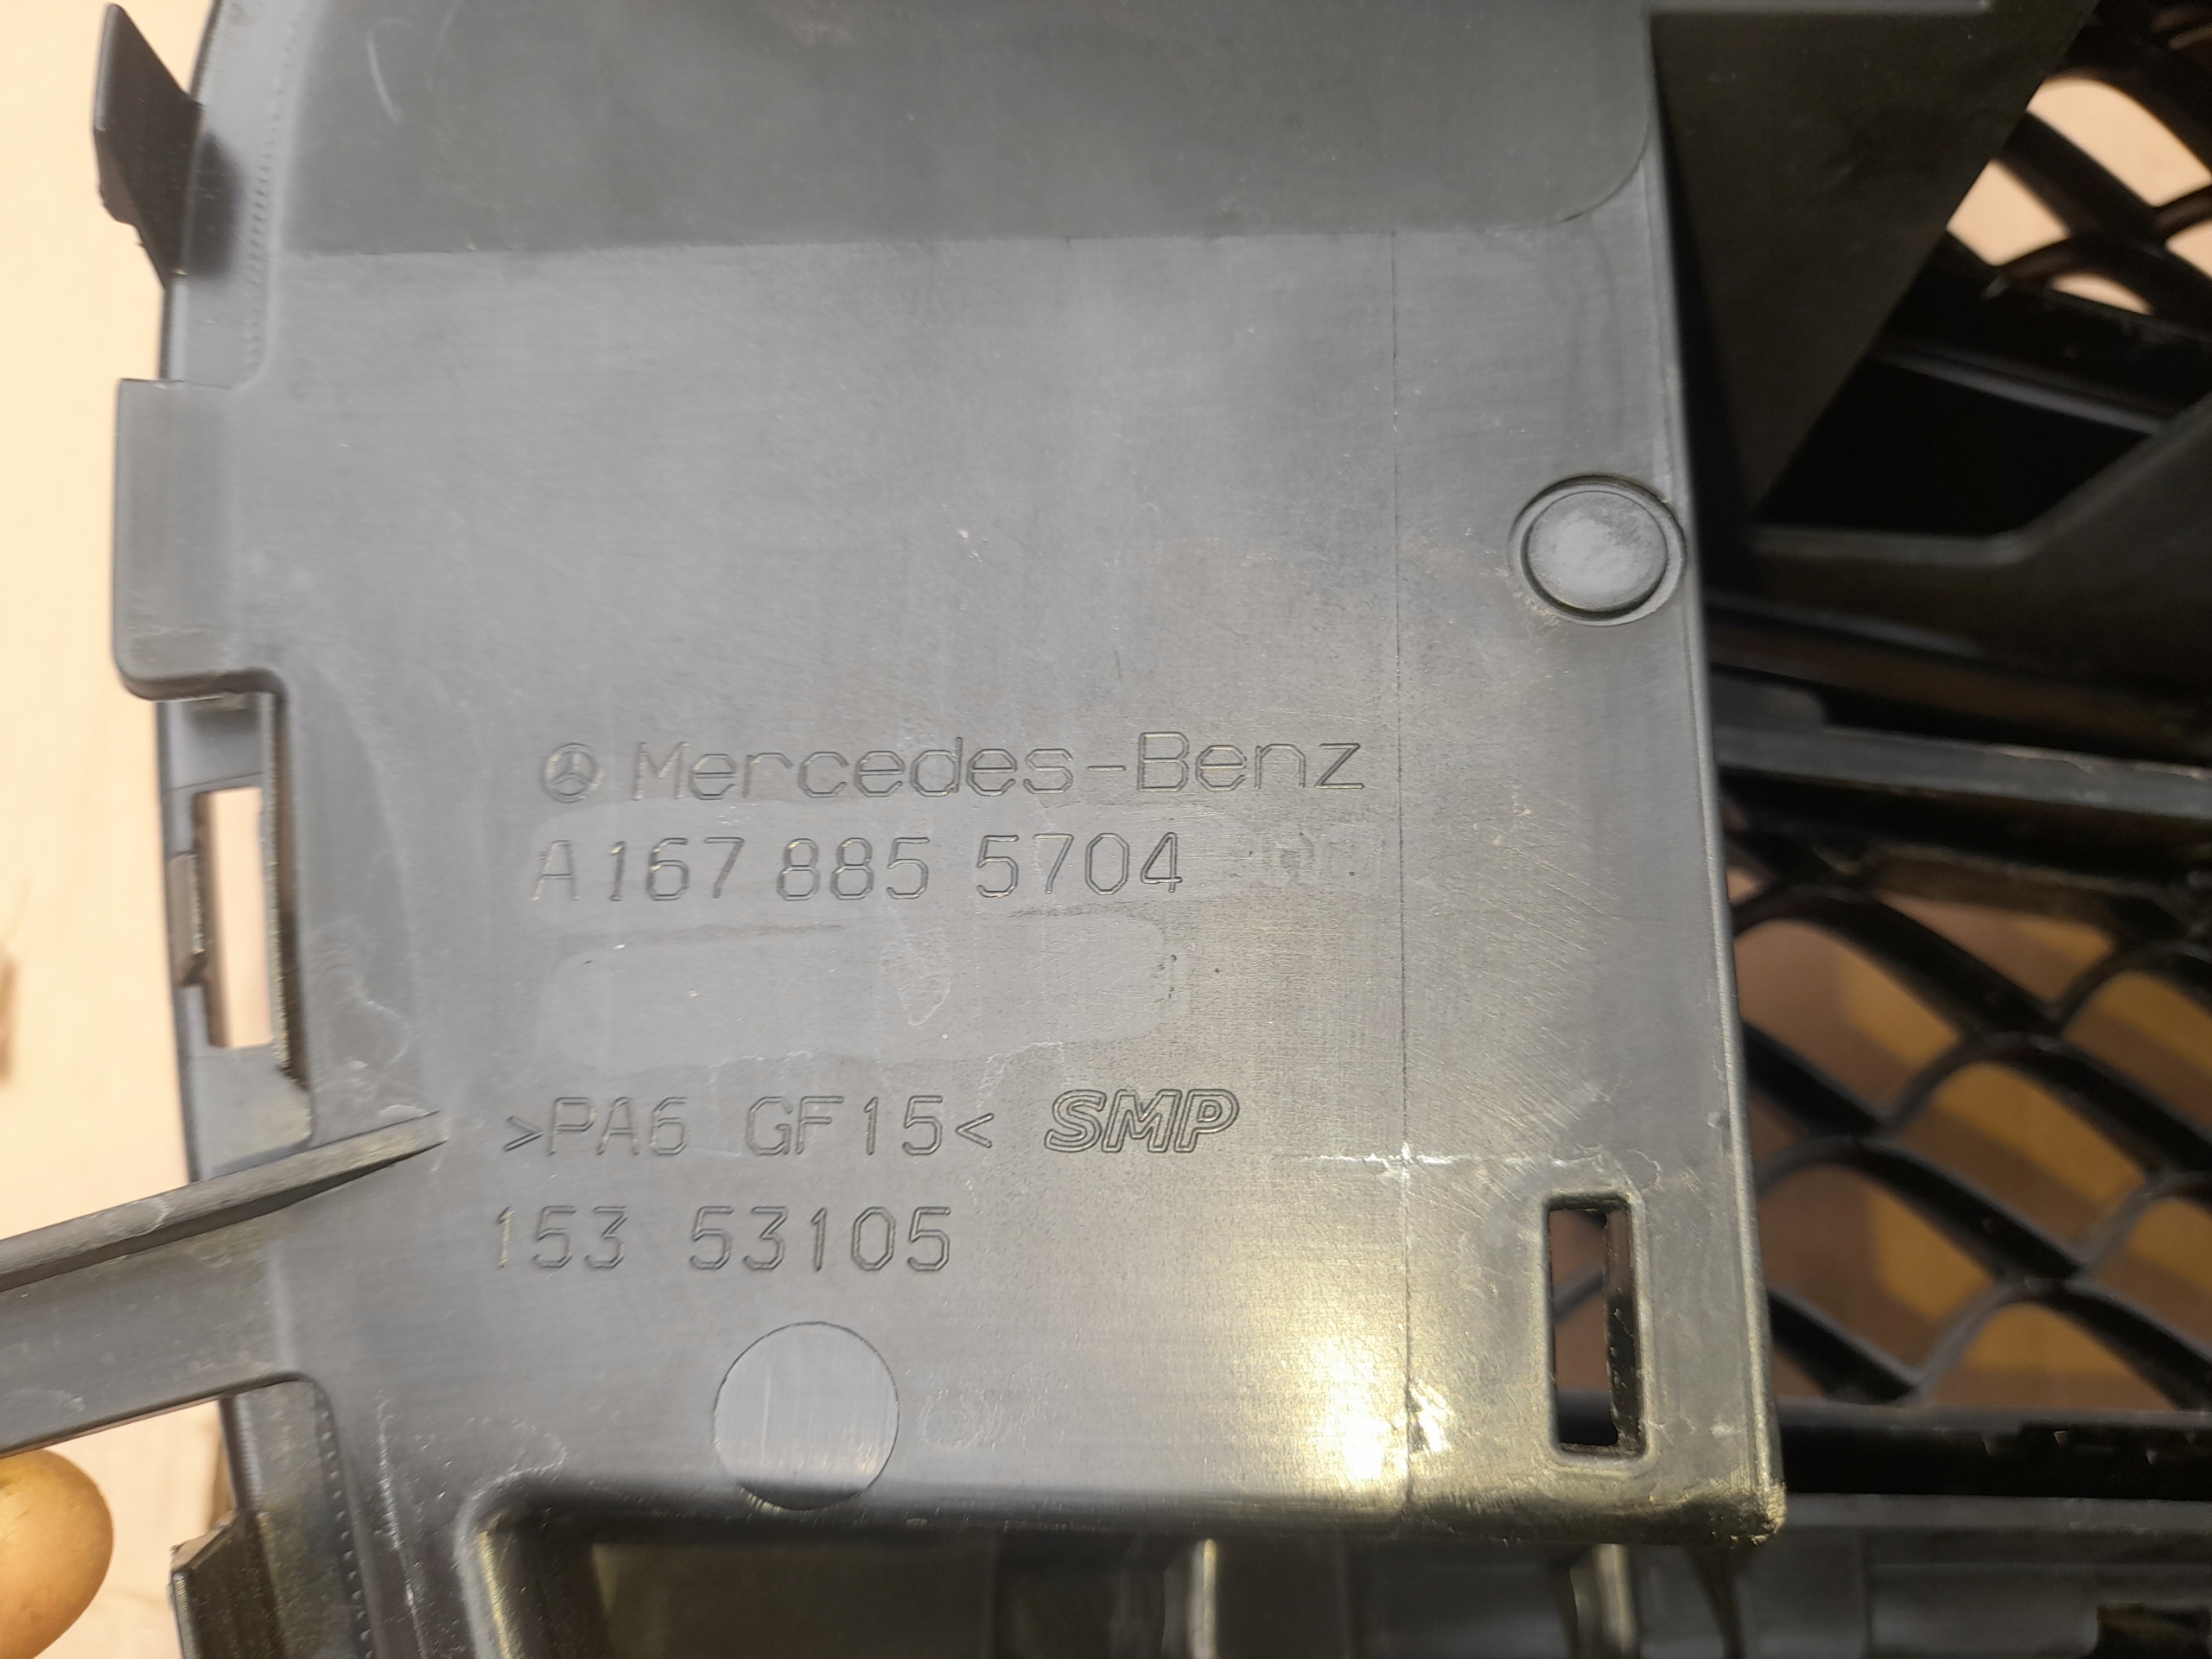 Mercedes-Benz
A 167 885 5704
>PA6 GF15< SMP
153 53105